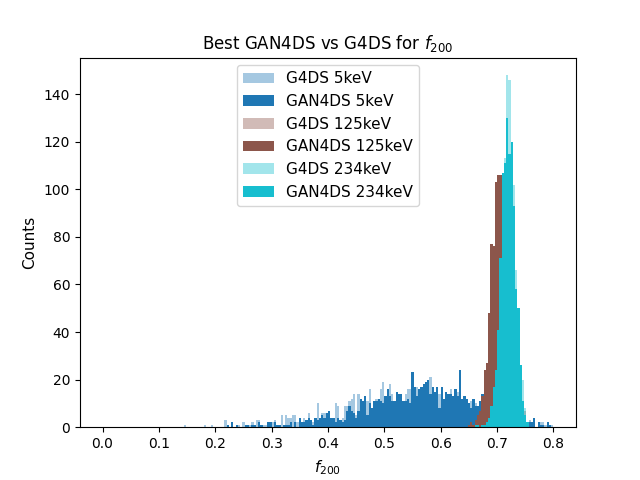 Best GAN4DS vs G4DS for f200
G4DS 5keV
GAN4DS 5keV
G4DS 125keV
GAN4DS 125keV
G4DS 234keV
GAN4DS 234keV
Counts
140
120
100
80
60
40
20
0
0.0 0.1 0.2 0.3 0.4 0.5 0.6 0.7 0.8
f200